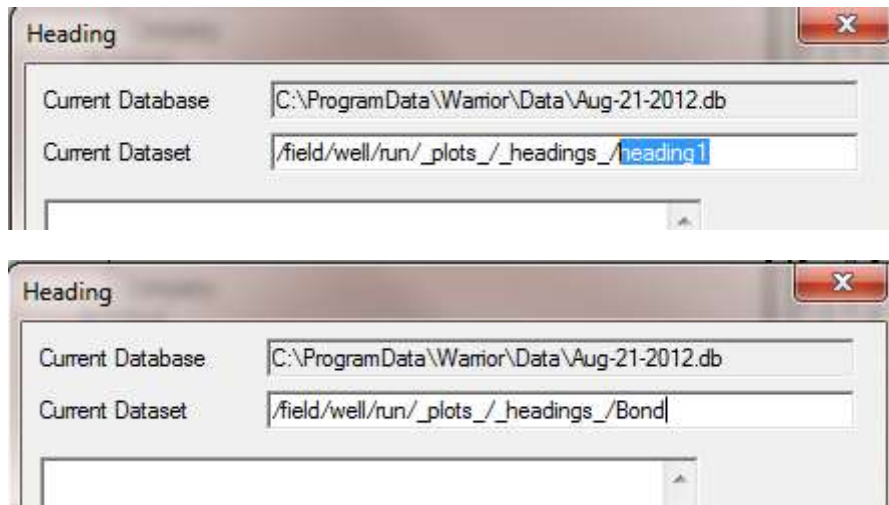 Heading
Current Database C:\ProgramData\Warrior\Data\Aug-21-2012.db
Current Dataset /field/well/run/_plots_/_headings_/heading1
Heading
Current Database C:\ProgramData\Warrior\Data\Aug-21-2012.db
Current Dataset /field/well/run/_plots_/_headings_/Bond